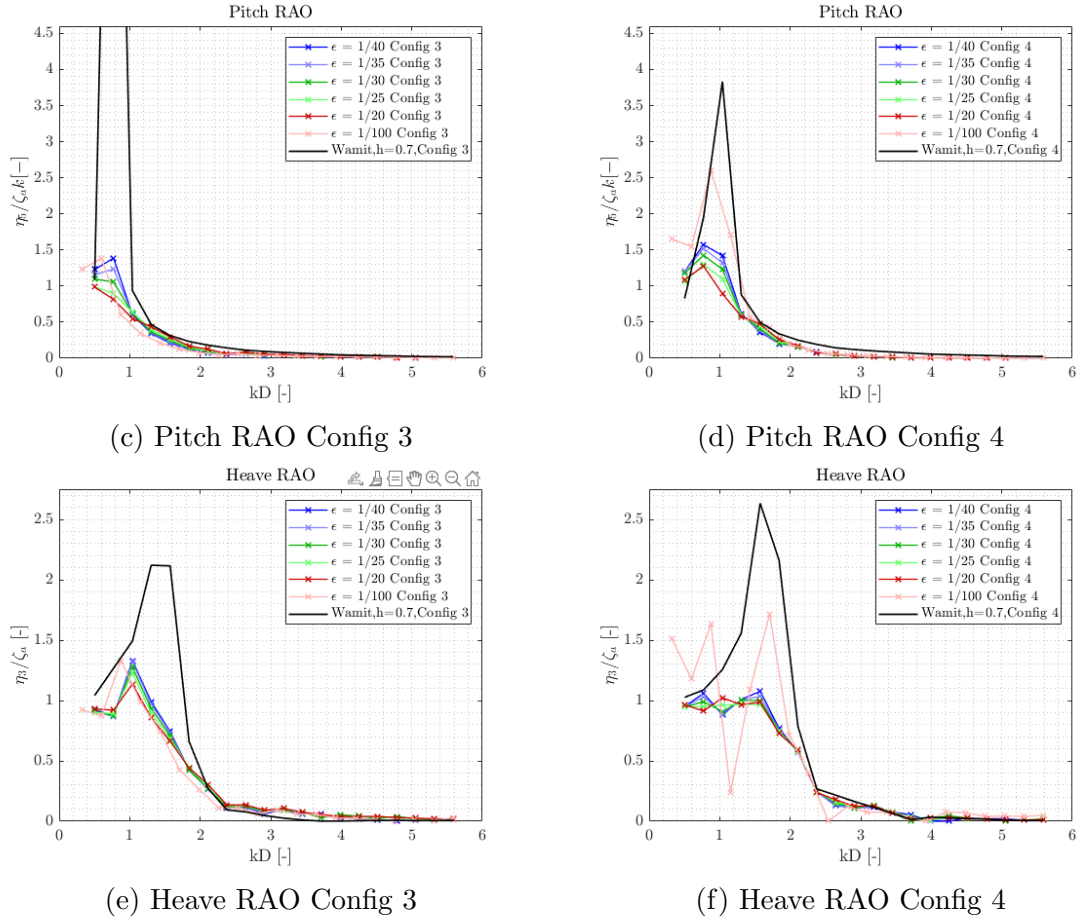 Pitch RAO
4.5
4
3.5
3
2.5
2
1.5
1
0.5
0
η₅/ζₐk[−]
ϵ = 1/40 Config 3
ϵ = 1/35 Config 3
ϵ = 1/30 Config 3
ϵ = 1/25 Config 3
ϵ = 1/20 Config 3
ϵ = 1/100 Config 3
Wamit,h=0.7,Config 3
0 1 2 3 4 5 6
kD [-]
(c) Pitch RAO Config 3
Pitch RAO
4.5
4
3.5
3
2.5
2
1.5
1
0.5
0
η₅/ζₐk[−]
ϵ = 1/40 Config 4
ϵ = 1/35 Config 4
ϵ = 1/30 Config 4
ϵ = 1/25 Config 4
ϵ = 1/20 Config 4
ϵ = 1/100 Config 4
Wamit,h=0.7,Config 4
0 1 2 3 4 5 6
kD [-]
(d) Pitch RAO Config 4
Heave RAO
2.5
2
1.5
1
0.5
0
η₃/ζₐ [-]
ϵ = 1/40 Config 3
ϵ = 1/35 Config 3
ϵ = 1/30 Config 3
ϵ = 1/25 Config 3
ϵ = 1/20 Config 3
ϵ = 1/100 Config 3
Wamit,h=0.7,Config 3
0 1 2 3 4 5 6
kD [-]
(e) Heave RAO Config 3
Heave RAO
2.5
2
1.5
1
0.5
0
η₃/ζₐ [-]
ϵ = 1/40 Config 4
ϵ = 1/35 Config 4
ϵ = 1/30 Config 4
ϵ = 1/25 Config 4
ϵ = 1/20 Config 4
ϵ = 1/100 Config 4
Wamit,h=0.7,Config 4
0 1 2 3 4 5 6
kD [-]
(f) Heave RAO Config 4